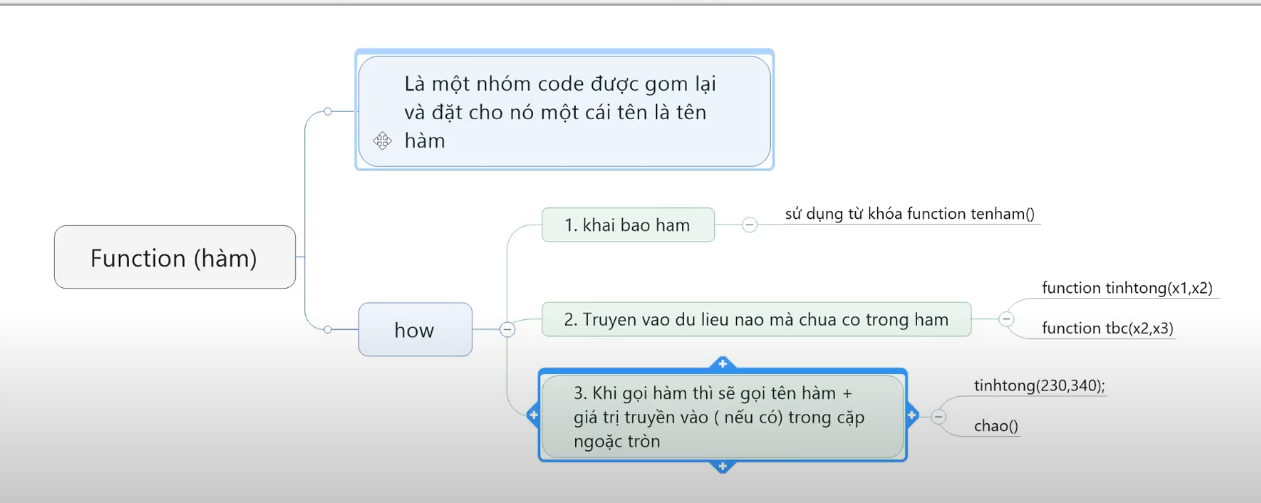 Là một nhóm code được gom lại
và đặt cho nó một cái tên là tên
hàm
Function (hàm)
how
1. khai bao ham
sử dụng từ khóa function tenham()
2. Truyen vao du lieu nao mà chua co trong ham
function tinhtong(x1,x2)
function tbc(x2,x3)
3. Khi gọi hàm thì sẽ gọi tên hàm +
giá trị truyền vào ( nếu có) trong cặp
ngoặc tròn
tinhtong(230,340);
chao()